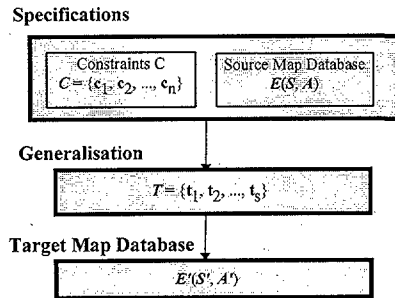 Specifications
Constraints C
C = {c1, c2, ..., cn}
Source Map Database
E(S, A)
Generalisation
T = {t1, t2, ..., ts}
Target Map Database
E'(S', A')